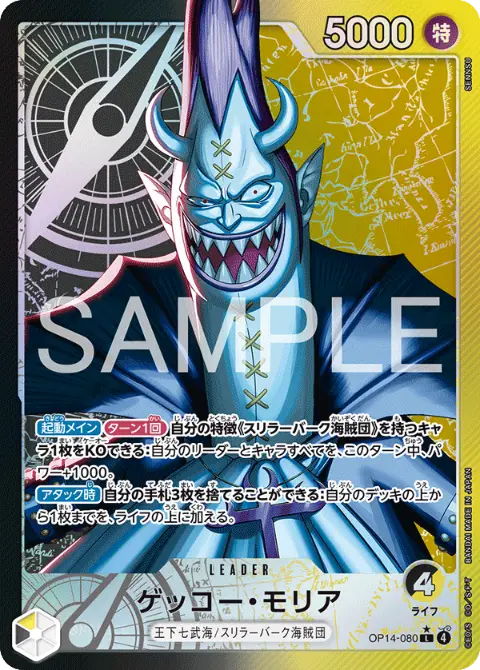 5000 特
SENNSU
SAMPLE
起動メイン ターン1回 自分の特徴《スリラーバーク海賊団》を持つキャ
ラ1枚をKOできる:自分のリーダーとキャラすべてを、このターン中、パ
ワー+1000。
アタック時 自分の手札3枚を捨てることができる:自分のデッキの上か
ら1枚までを、ライフの上に加える。
LEADER
ゲッコー・モリア
4
ライフ
王下七武海/スリラーバーク海賊団
OP14-080 L 4
©E.O/S. ©O./S・F・T BANDAI MADE IN JAPAN